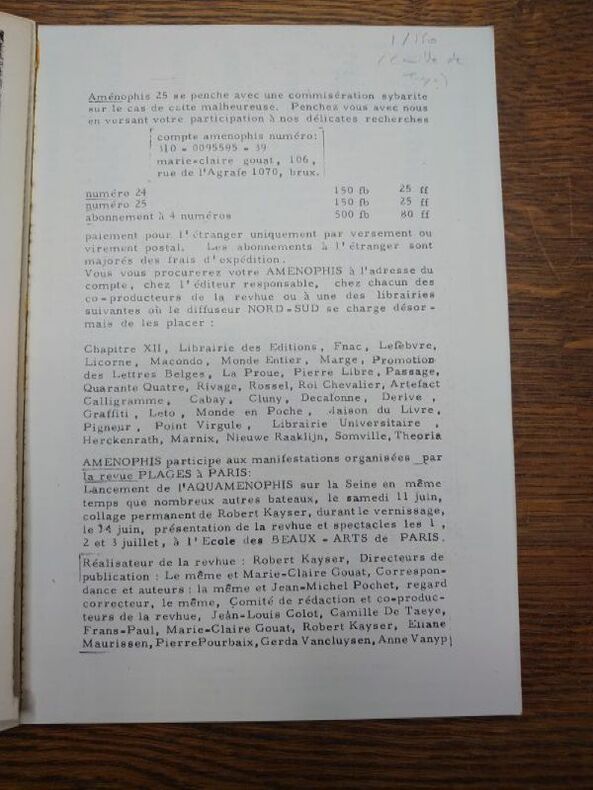 1/150
(Camille de
Taeye)
Aménophis 25 se penche avec une commisération sybarite
sur le cas de cette malheureuse. Penchez vous avec nous
en versant votre participation à nos délicates recherches
compte amenophis numéro:
310 = 0095595 = 39
marie=claire gouat, 106,
rue de l'Agrafe 1070, brux.
numéro 24 150 fb 25 ff
numéro 25 150 fb 25 ff
abonnement à 4 numéros 500 fb 80 ff
paiement pour l'étranger uniquement par versement ou
virement postal. Les abonnements à l'étranger sont
majorés des frais d'expédition.
Vous vous procurerez votre AMENOPHIS à l'adresse du
compte, chez l'éditeur responsable, chez chacun des
co=producteurs de la revhue ou à une des librairies
suivantes où le diffuseur NORD=SUD se charge désor-
mais de les placer :
Chapitre XII, Librairie des Editions, Fnac, Lefebvre,
Licorne, Macondo, Monde Entier, Marge, Promotion
des Lettres Belges, La Proue, Pierre Libre, Passage,
Quarante Quatre, Rivage, Rossel, Roi Chevalier, Artefact
Calligramme, Cabay, Cluny, Decalonne, Derive,
Graffiti, Leto, Monde en Poche, Maison du Livre,
Pigneur, Point Virgule, Librairie Universitaire,
Herckenrath, Marnix, Nieuwe Raaklijn, Somville, Theoria
AMENOPHIS participe aux manifestations organisées par
la revue PLAGES à PARIS:
Lancement de l'AQUAMENOPHIS sur la Seine en même
temps que nombreux autres bateaux, le samedi 11 juin,
collage permanent de Robert Kayser, durant le vernissage,
le 14 juin, présentation de la revhue et spectacles les 1,
2 et 3 juillet, à l'Ecole des BEAUX = ARTS de PARIS.
Réalisateur de la revhue : Robert Kayser, Directeurs de
publication : Le même et Marie=Claire Gouat, Correspon=
dance et auteurs : la même et Jean=Michel Pochet, regard
correcteur, le même, Comité de rédaction et co=produc=
teurs de la revhue, Jean=Louis Colot, Camille De Taeye,
Frans=Paul, Marie=Claire Gouat, Robert Kayser, Eliane
Maurissen, Pierre Pourbaix, Gerda Vancluysen, Anne Vanyp